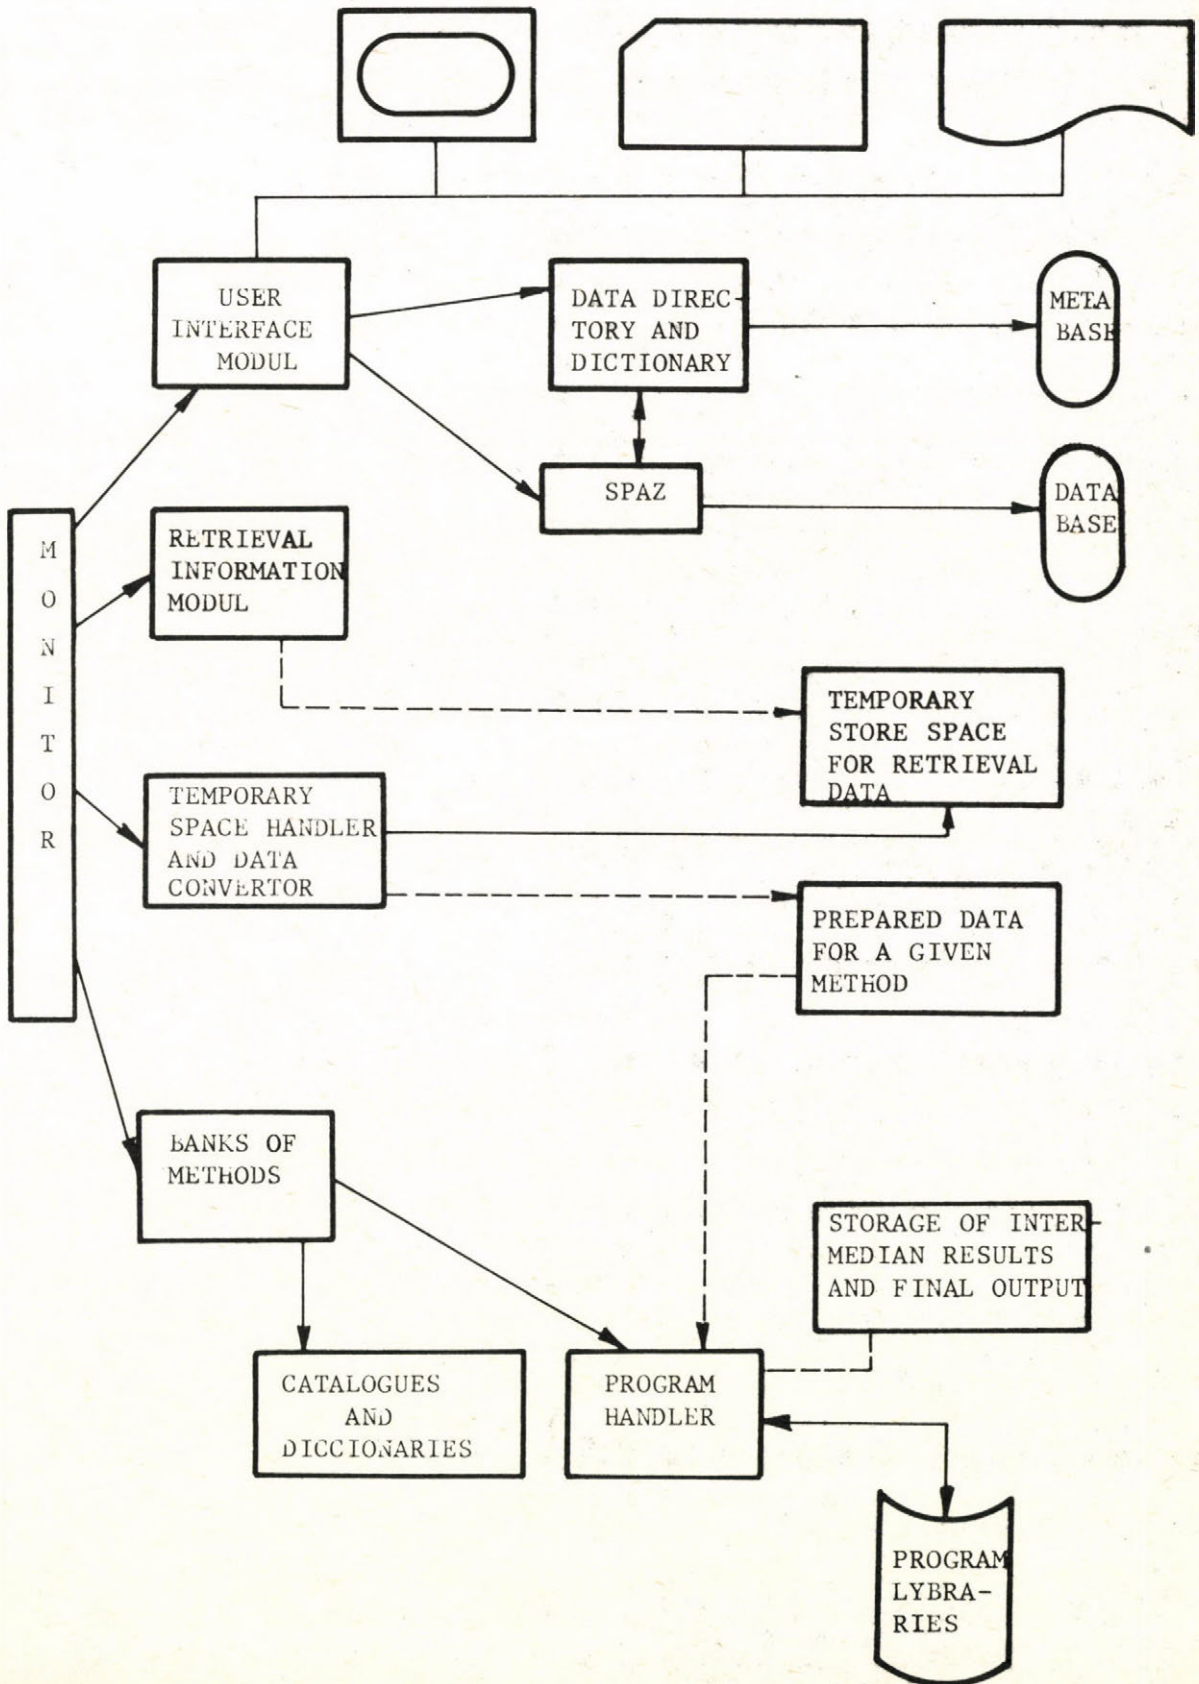 USER
INTERFACE
MODUL
DATA DIREC-
TORY AND
DICTIONARY
META
BASE
SPAZ
DATA
BASE
MONITOR
RETRIEVAL
INFORMATION
MODUL
TEMPORARY
STORE SPACE
FOR RETRIEVAL
DATA
TEMPORARY
SPACE HANDLER
AND DATA
CONVERTOR
PREPARED DATA
FOR A GIVEN
METHOD
BANKS OF
METHODS
STORAGE OF INTER-
MEDIAN RESULTS
AND FINAL OUTPUT
CATALOGUES
AND
DICCIONARIES
PROGRAM
HANDLER
PROGRAM
LYBRA-
RIES